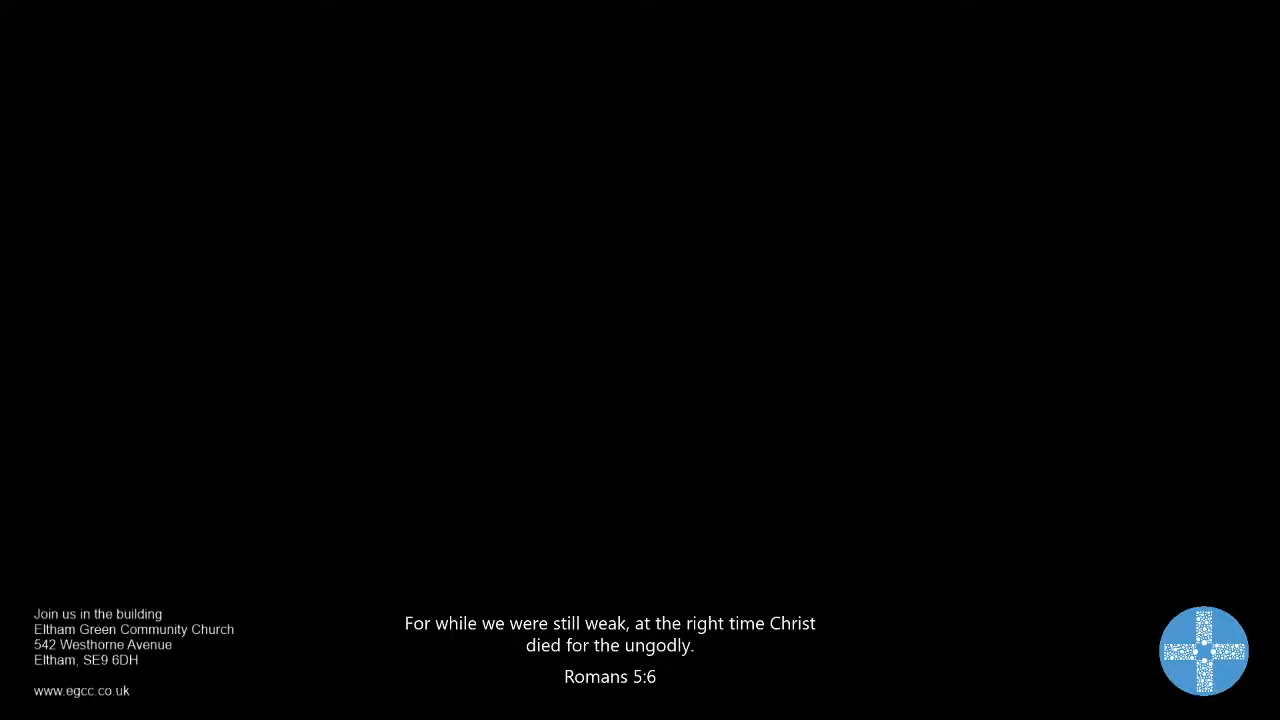 Join us in the building
Eltham Green Community Church
542 Westhorne Avenue
Eltham, SE9 6DH
www.egcc.co.uk
For while we were still weak, at the right time Christ
died for the ungodly.
Romans 5:6